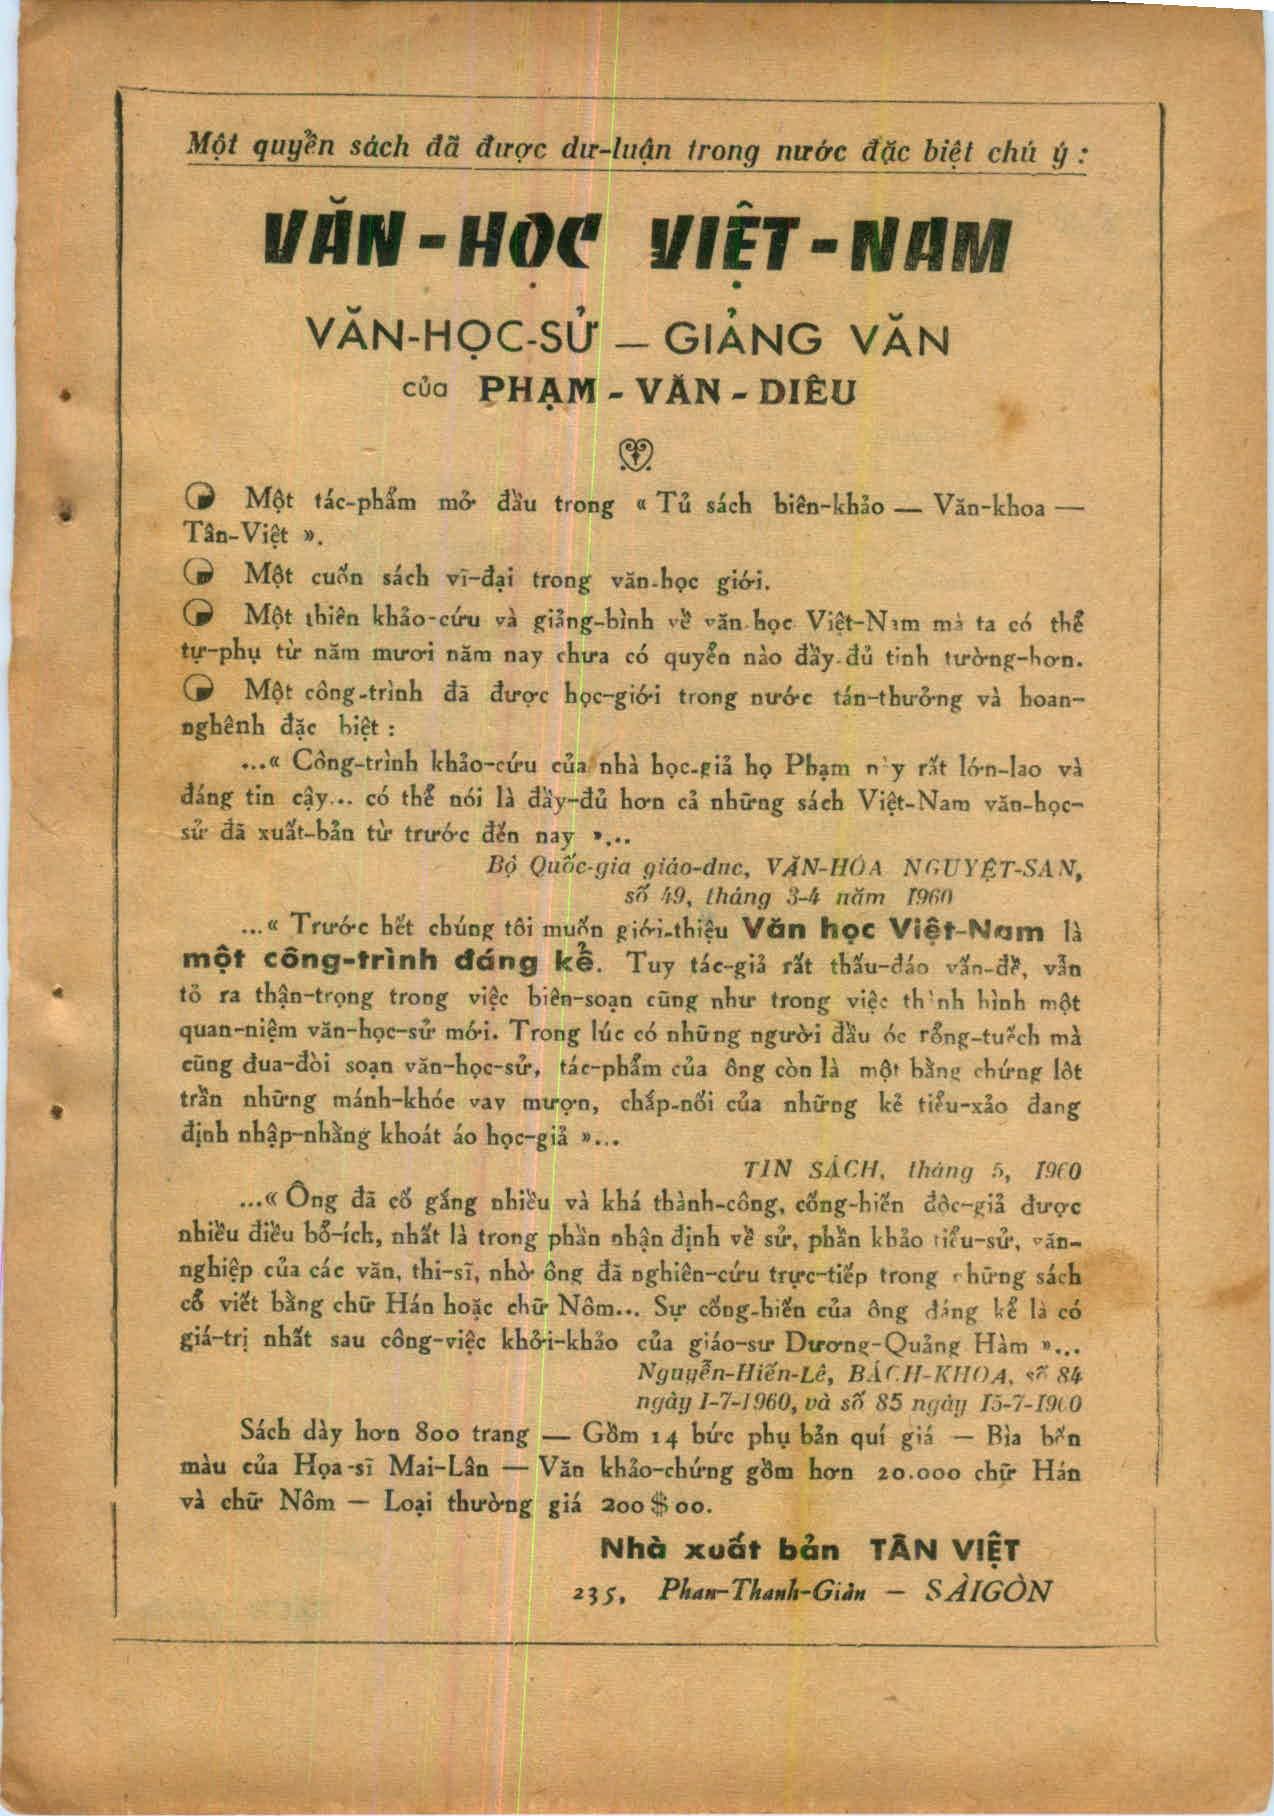 Một quyển sách đã được dư-luận trong nước đặc biệt chú ý :
VĂN-HỌC VIỆT-NAM
VĂN-HỌC-SỬ — GIẢNG VĂN
của PHẠM - VĂN - DIÊU
Một tác-phẩm mở đầu trong « Tủ sách biên-khảo — Văn-khoa —
Tân-Việt ».
Một cuốn sách vĩ-đại trong văn-học giới.
Một thiên khảo-cứu và giảng-bình về văn-học Việt-Nam mà ta có thể
tự-phụ từ năm mươi năm nay chưa có quyển nào đầy-đủ tinh tường-hơn.
Một công-trình đã được học-giới trong nước tán-thưởng và hoan-
nghênh đặc biệt :
...« Công-trình khảo-cứu của nhà học-giả họ Phạm này rất lớn-lao và
đáng tin cậy... có thể nói là đầy-đủ hơn cả những sách Việt-Nam văn-học-
sử đã xuất-bản từ trước đến nay »...
Bộ Quốc-gia giáo-dục, VĂN-HÓA NGUYỆT-SAN,
số 49, tháng 3-4 năm 1960
...« Trước hết chúng tôi muốn giới-thiệu Văn học Việt-Nam là
một công-trình đáng kể. Tuy tác-giả rất thấu-đáo vấn-đề, vẫn
tỏ ra thận-trọng trong việc biên-soạn cũng như trong việc thình hình một
quan-niệm văn-học-sử mới. Trong lúc có những người đầu óc rỗng-tuếch mà
cũng đua-đòi soạn văn-học-sử, tác-phẩm của ông còn là một bằng chứng lột
trần những mánh-khóe vay mượn, chắp-nối của những kẻ tiểu-xảo đang
định nhập-nhằng khoát áo học-giả »...
TIN SÁCH, tháng 5, 1960
...« Ông đã cố gắng nhiều và khá thành-công, cống-hiến độc-giả được
nhiều điều bổ-ích, nhất là trong phần nhận định về sử, phần khảo tiểu-sử, văn-
nghiệp của các văn, thi-sĩ, nhờ ông đã nghiên-cứu trực-tiếp trong những sách
cổ viết bằng chữ Hán hoặc chữ Nôm... Sự cống-hiến của ông đáng kể là có
giá-trị nhất sau công-việc khởi-khảo của giáo-sư Dương-Quảng Hàm »...
Nguyễn-Hiến-Lê, BÁCH-KHOA, số 84
ngày 1-7-1960, và số 85 ngày 15-7-1960
Sách dày hơn 800 trang — Gồm 14 bức phụ bản quí giá — Bìa bốn
màu của Họa-sĩ Mai-Lân — Văn khảo-chứng gồm hơn 20.000 chữ Hán
và chữ Nôm — Loại thường giá 200$00.
Nhà xuất bản TÂN VIỆT
235, Phan-Thanh-Giản — SÀIGÒN